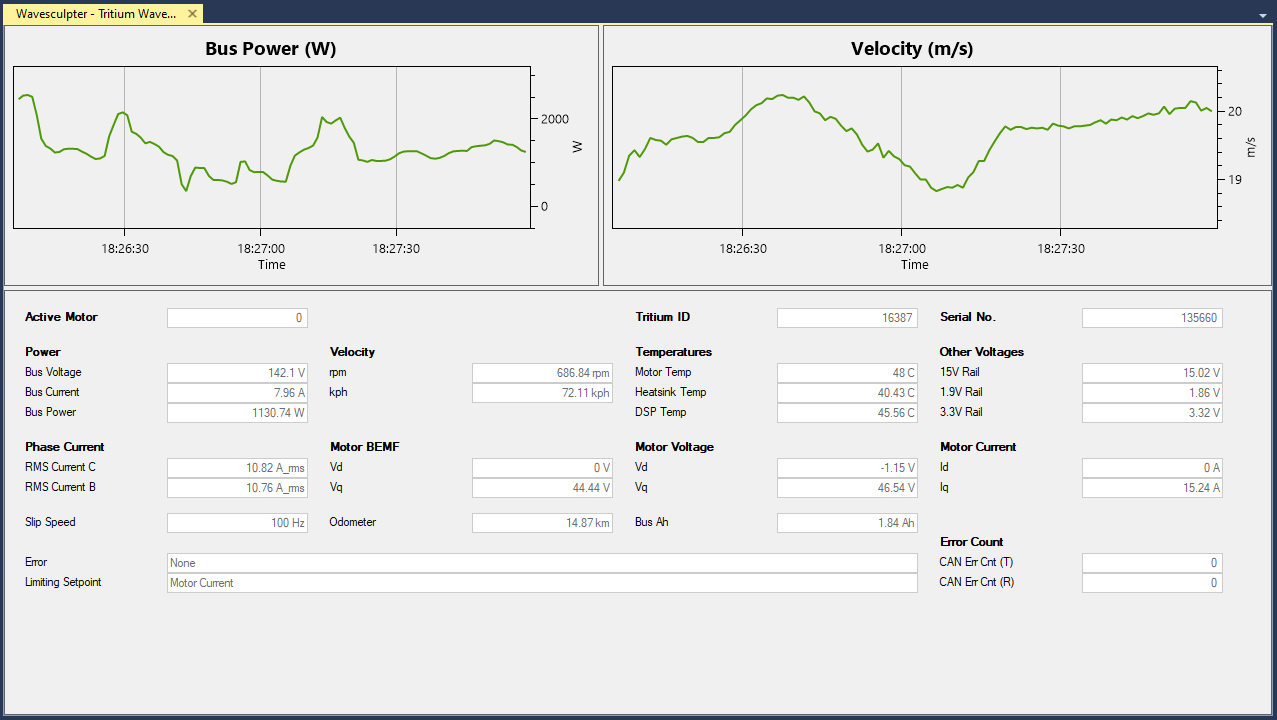 Wavesculpter - Tritium Wave...
Bus Power (W)
2000
0
W
18:26:30 18:27:00 18:27:30
Time
Velocity (m/s)
20
19
m/s
18:26:30 18:27:00 18:27:30
Time
Active Motor 0 Tritium ID 16387 Serial No. 135660
Power Velocity Temperatures Other Voltages
Bus Voltage 142.1 V rpm 686.84 rpm Motor Temp 48 C 15V Rail 15.02 V
Bus Current 7.96 A kph 72.11 kph Heatsink Temp 40.43 C 1.9V Rail 1.86 V
Bus Power 1130.74 W DSP Temp 45.56 C 3.3V Rail 3.32 V
Phase Current Motor BEMF Motor Voltage Motor Current
RMS Current C 10.82 A_rms Vd 0 V Vd -1.15 V Id 0 A
RMS Current B 10.76 A_rms Vq 44.44 V Vq 46.54 V Iq 15.24 A
Slip Speed 100 Hz Odometer 14.87 km Bus Ah 1.84 Ah
Error Count
Error None CAN Err Cnt (T) 0
Limiting Setpoint Motor Current CAN Err Cnt (R) 0